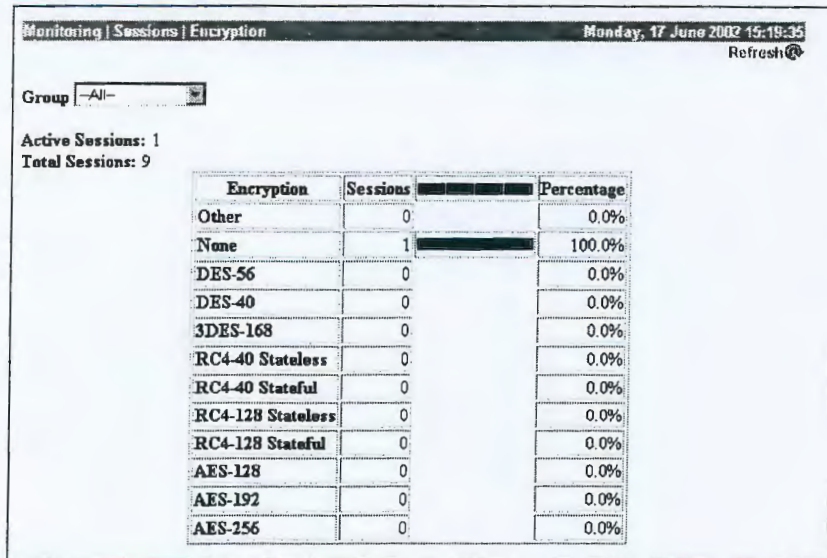 Monitoring | Sessions | Encryption Monday, 17 June 2002 15:19:35
Refresh
Group --All--
Active Sessions: 1
Total Sessions: 9
Encryption Sessions Percentage
Other 0 0.0%
None 1 100.0%
DES-56 0 0.0%
DES-40 0 0.0%
3DES-168 0 0.0%
RC4-40 Stateless 0 0.0%
RC4-40 Stateful 0 0.0%
RC4-128 Stateless 0 0.0%
RC4-128 Stateful 0 0.0%
AES-128 0 0.0%
AES-192 0 0.0%
AES-256 0 0.0%